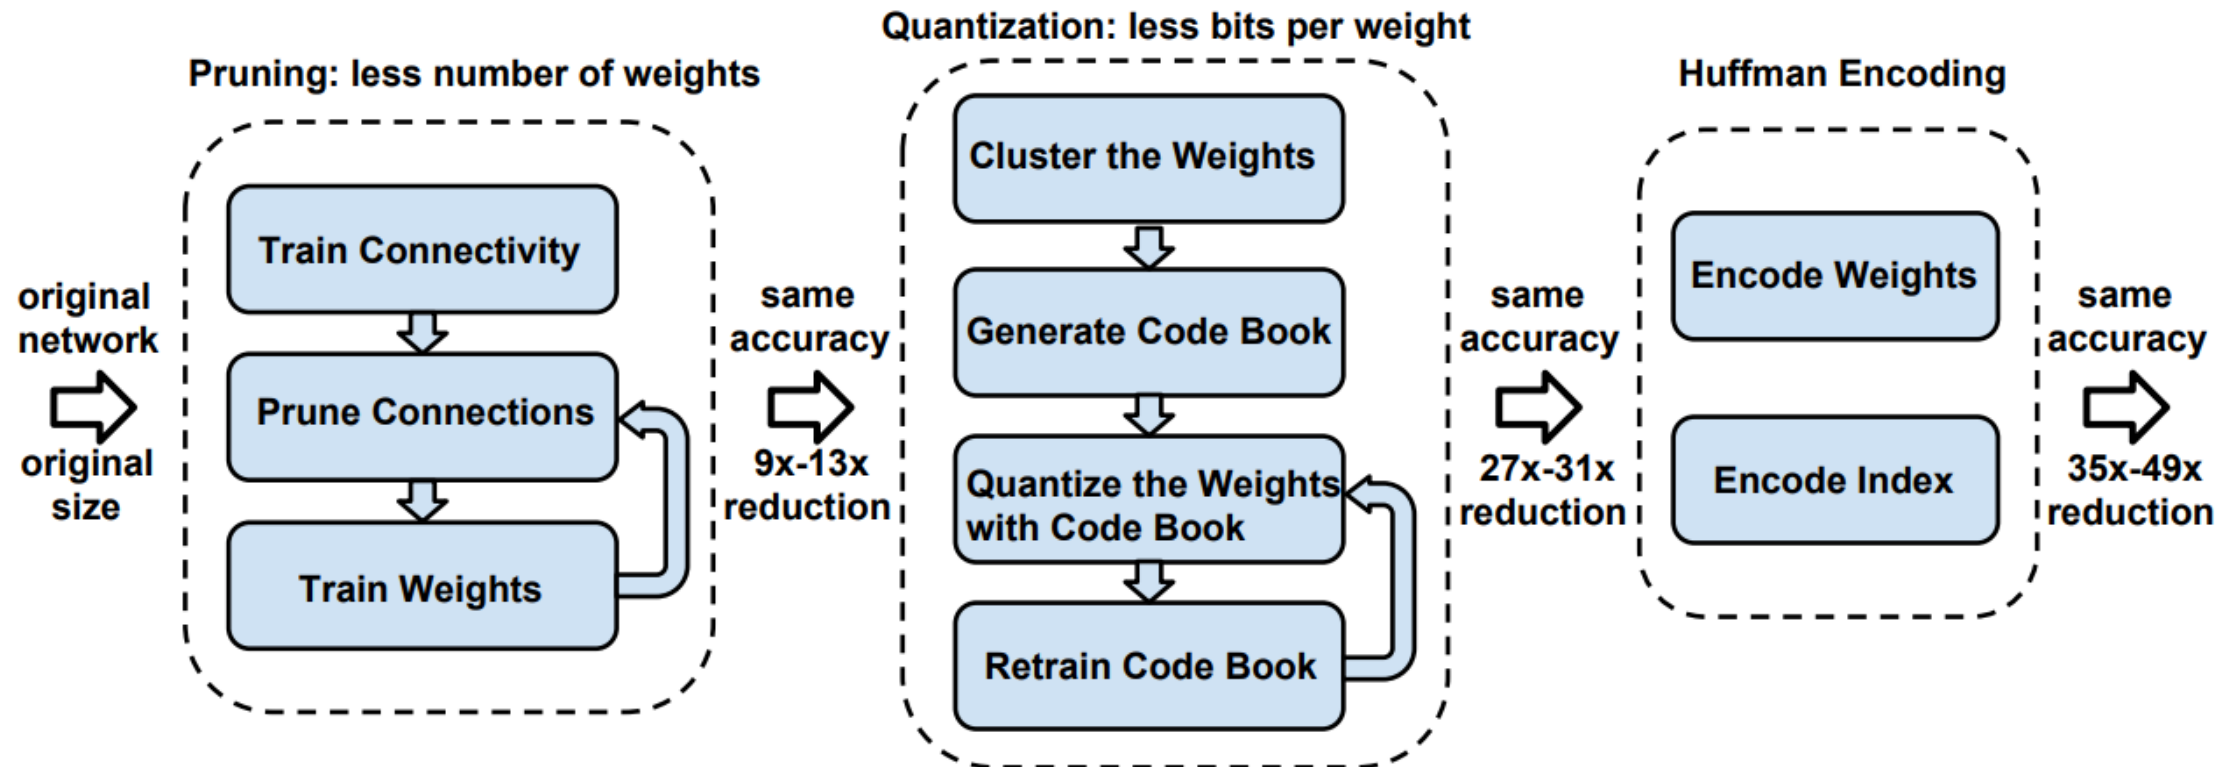 original
network
original
size
Pruning: less number of weights
Train Connectivity
Prune Connections
Train Weights
same
accuracy
9x-13x
reduction
Quantization: less bits per weight
Cluster the Weights
Generate Code Book
Quantize the Weights
with Code Book
Retrain Code Book
same
accuracy
27x-31x
reduction
Huffman Encoding
Encode Weights
Encode Index
same
accuracy
35x-49x
reduction